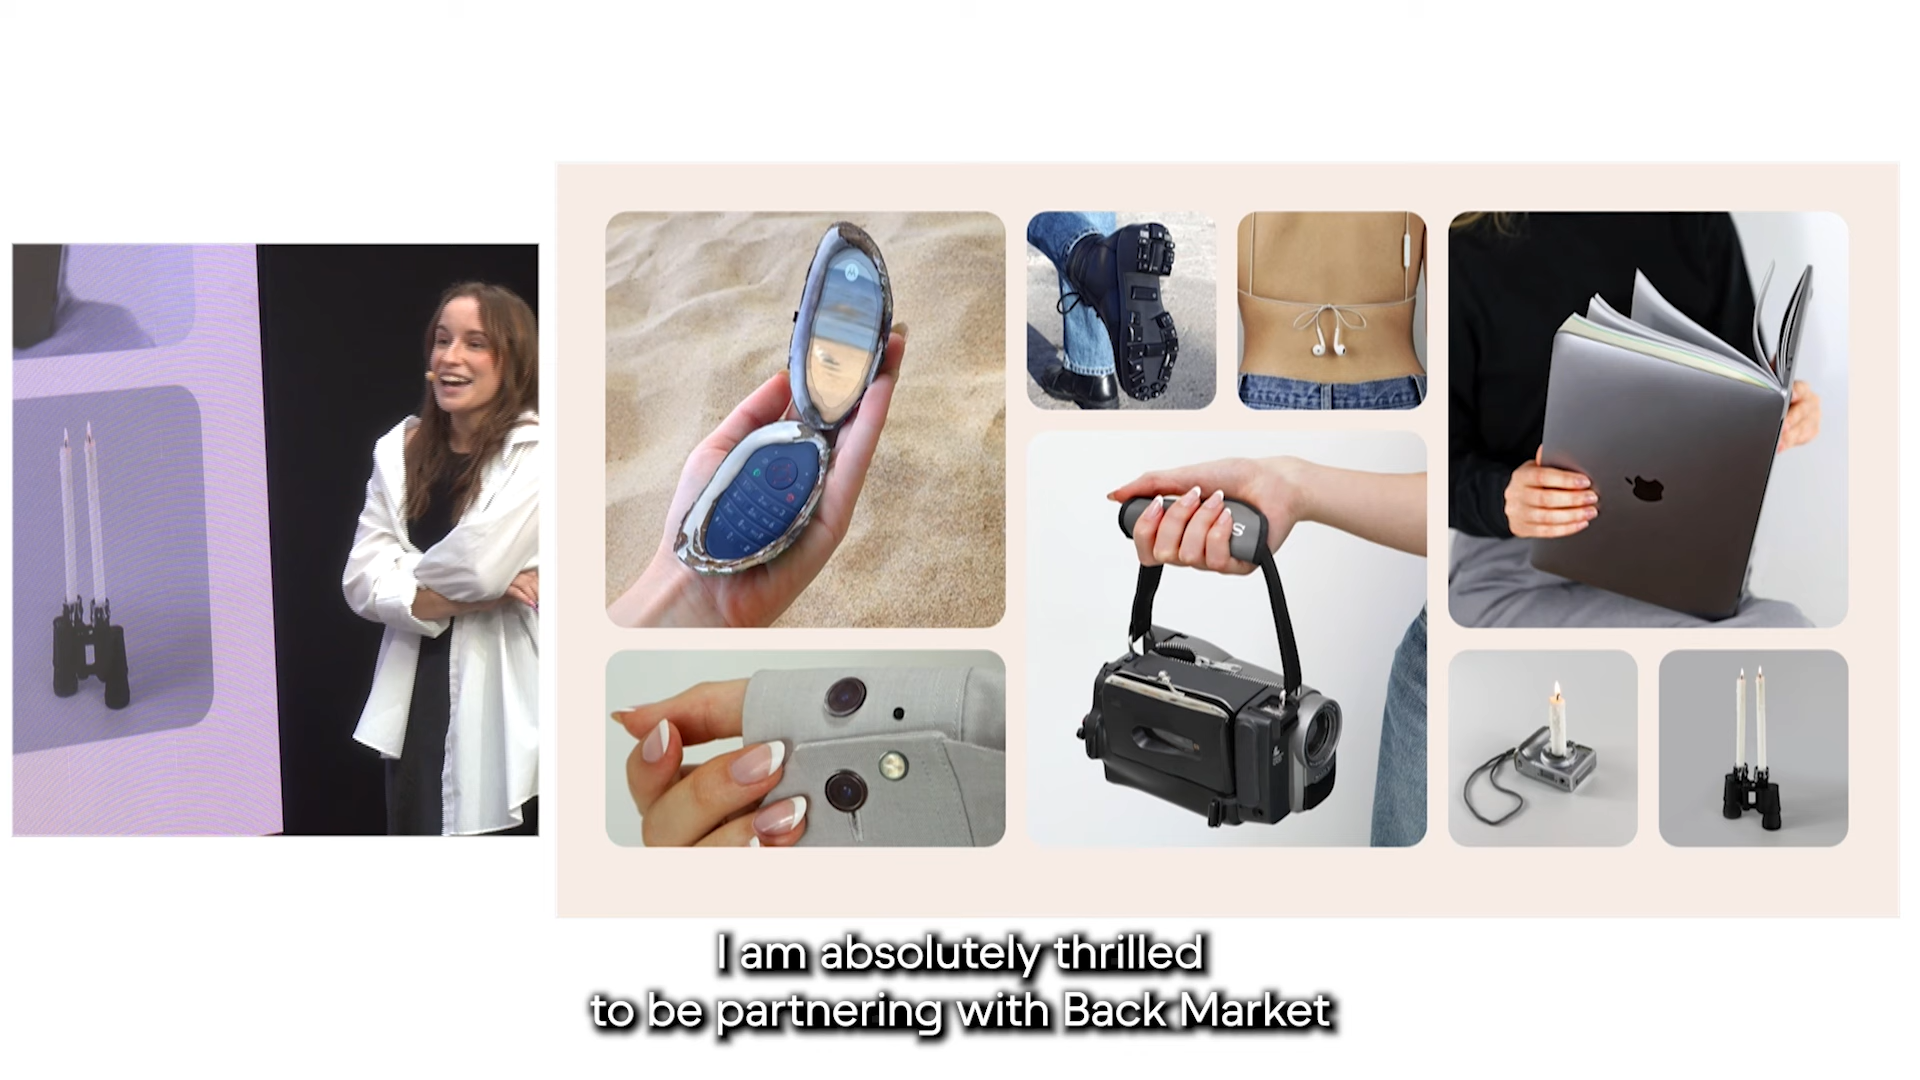 I am absolutely thrilled
to be partnering with Back Market